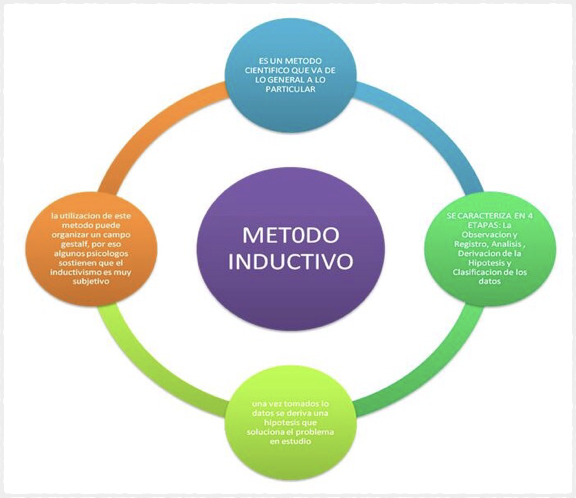 ES UN METODO
CIENTIFICO QUE VA DE
LO GENERAL A LO
PARTICULAR
SE CARACTERIZA EN 4
ETAPAS: La
Observacion y
Registro, Analisis ,
Derivacion de la
Hipotesis y
Clasificacion de los
datos
una vez tomados lo
datos se deriva una
hipotesis que
soluciona el problema
en estudio
la utilizacion de este
metodo puede
organizar un campo
gestalf, por eso
algunos psicologos
sostienen que el
inductivismo es muy
subjetivo
MET0DO
INDUCTIVO